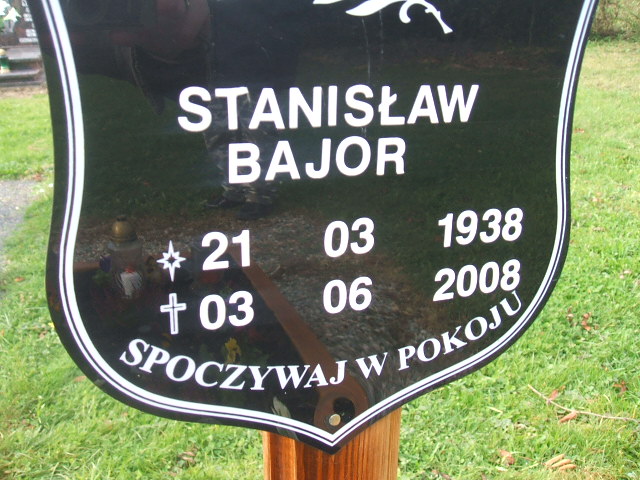 STANISŁAW
BAJOR
21 03 1938
03 06 2008
SPOCZYWAJ W POKOJU